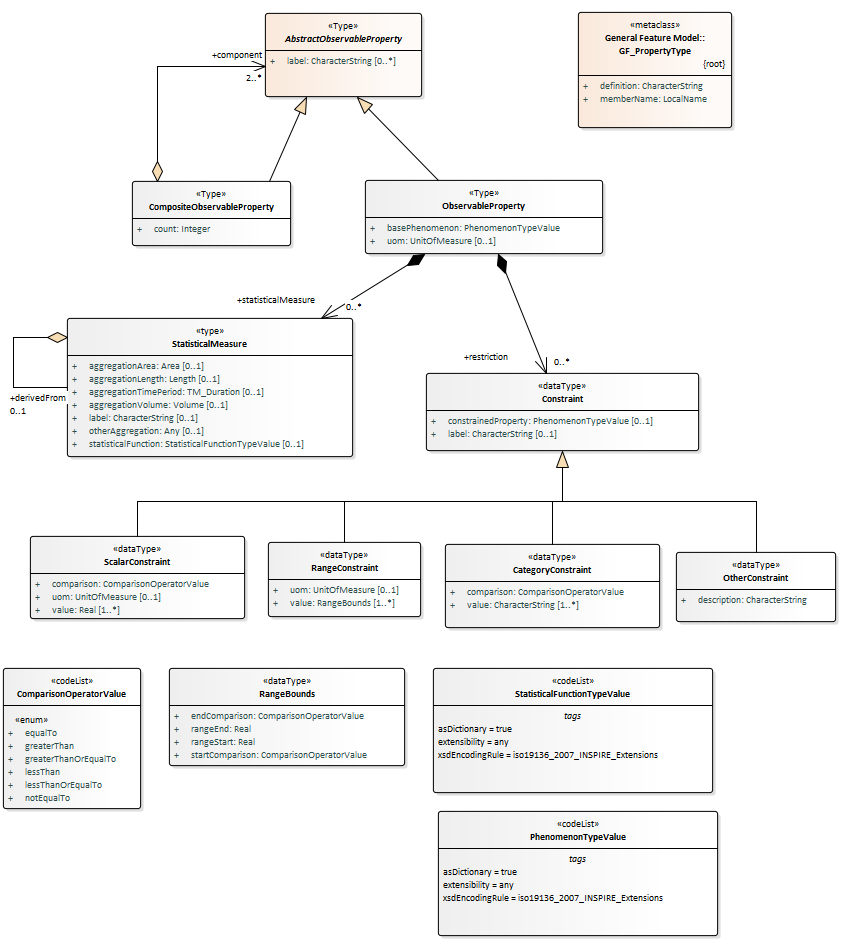 «Type»
AbstractObservableProperty
+ label: CharacterString [0..*]
«metaclass»
General Feature Model::
GF_PropertyType
{root}
+ definition: CharacterString
+ memberName: LocalName
+component
2..*
«Type»
CompositeObservableProperty
+ count: Integer
«Type»
ObservableProperty
+ basePhenomenon: PhenomenonTypeValue
+ uom: UnitOfMeasure [0..1]
+statisticalMeasure
0..*
«type»
StatisticalMeasure
+ aggregationArea: Area [0..1]
+ aggregationLength: Length [0..1]
+ aggregationTimePeriod: TM_Duration [0..1]
+ aggregationVolume: Volume [0..1]
+ label: CharacterString [0..1]
+ otherAggregation: Any [0..1]
+ statisticalFunction: StatisticalFunctionTypeValue [0..1]
+derivedFrom
0..1
+restriction
0..*
«dataType»
Constraint
+ constrainedProperty: PhenomenonTypeValue [0..1]
+ label: CharacterString [0..1]
«dataType»
ScalarConstraint
+ comparison: ComparisonOperatorValue
+ uom: UnitOfMeasure [0..1]
+ value: Real [1..*]
«dataType»
RangeConstraint
+ uom: UnitOfMeasure [0..1]
+ value: RangeBounds [1..*]
«dataType»
CategoryConstraint
+ comparison: ComparisonOperatorValue
+ value: CharacterString [1..*]
«dataType»
OtherConstraint
+ description: CharacterString
«codeList»
ComparisonOperatorValue
«enum»
+ equalTo
+ greaterThan
+ greaterThanOrEqualTo
+ lessThan
+ lessThanOrEqualTo
+ notEqualTo
«dataType»
RangeBounds
+ endComparison: ComparisonOperatorValue
+ rangeEnd: Real
+ rangeStart: Real
+ startComparison: ComparisonOperatorValue
«codeList»
StatisticalFunctionTypeValue
tags
asDictionary = true
extensibility = any
xsdEncodingRule = iso19136_2007_INSPIRE_Extensions
«codeList»
PhenomenonTypeValue
tags
asDictionary = true
extensibility = any
xsdEncodingRule = iso19136_2007_INSPIRE_Extensions